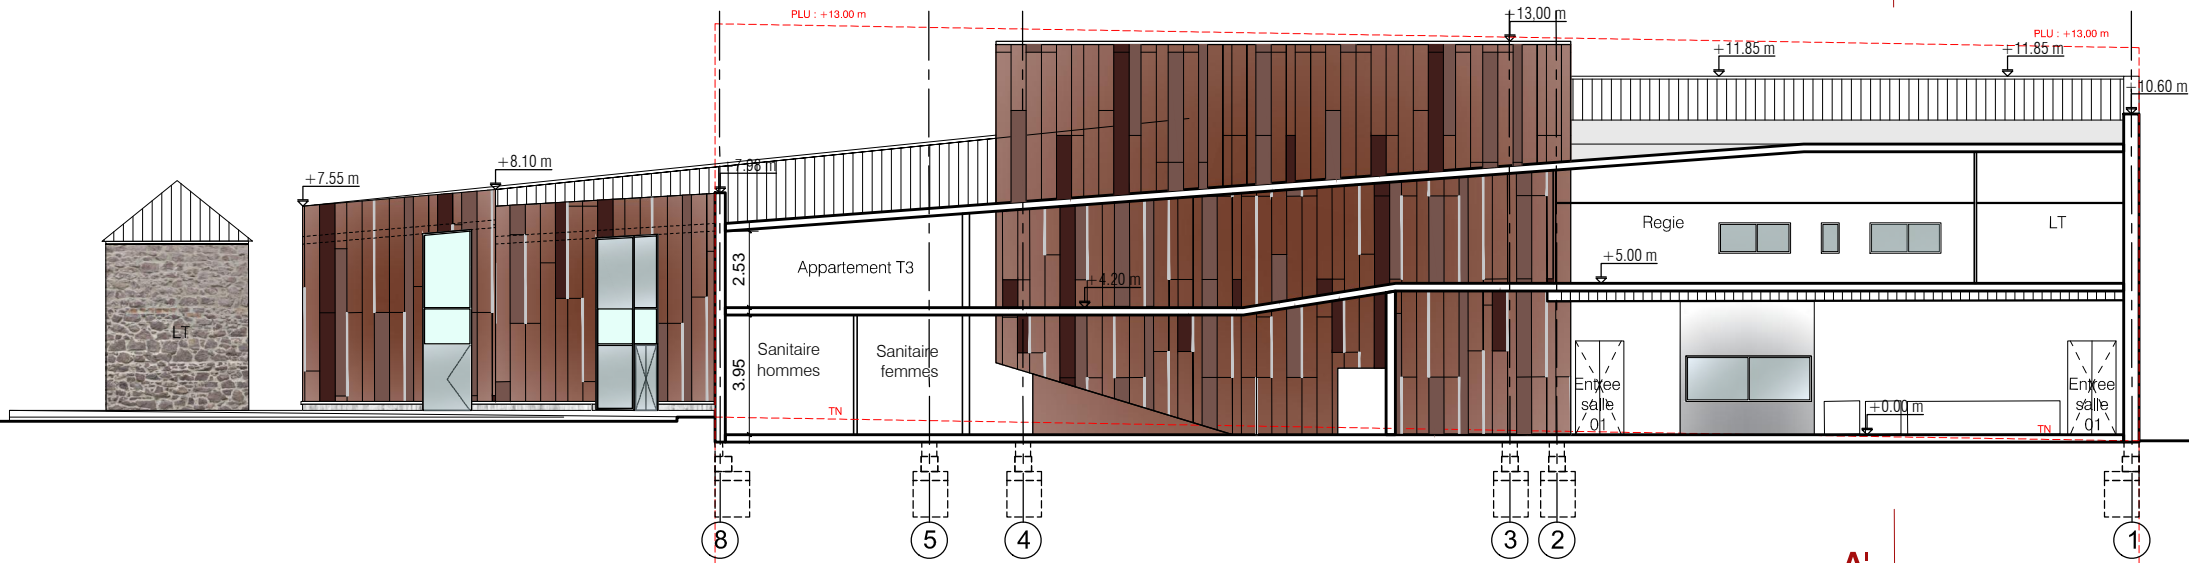 PLU : +13.00 m
+13,00 m
PLU : +13,00 m
+11.85 m
+11.85 m
+10.60 m
+8.10 m
+7.98 m
+7.55 m
Regie
LT
+5.00 m
Appartement T3
2.53
+4.20 m
LT
Sanitaire
hommes
Sanitaire
femmes
3.95
Entree
salle
01
Entree
salle
01
+0.00 m
TN
TN
8
5
4
3
2
1
A'